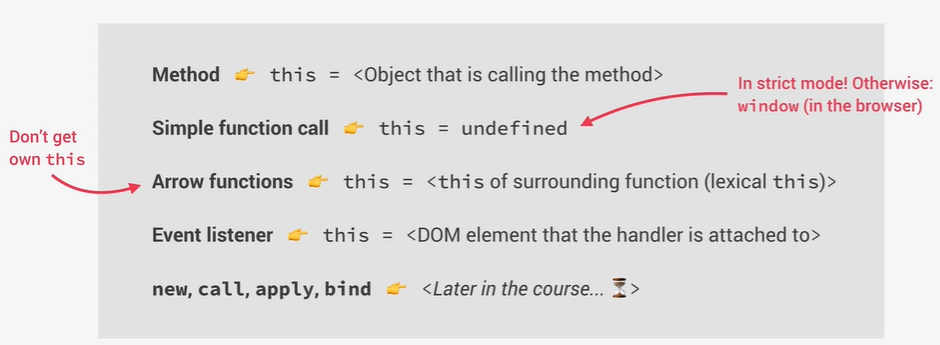 Method 👉 this = <Object that is calling the method>
In strict mode! Otherwise:
window (in the browser)
Simple function call 👉 this = undefined
Don't get
own this
Arrow functions 👉 this = <this of surrounding function (lexical this)>
Event listener 👉 this = <DOM element that the handler is attached to>
new, call, apply, bind 👉 <Later in the course... ⏳>